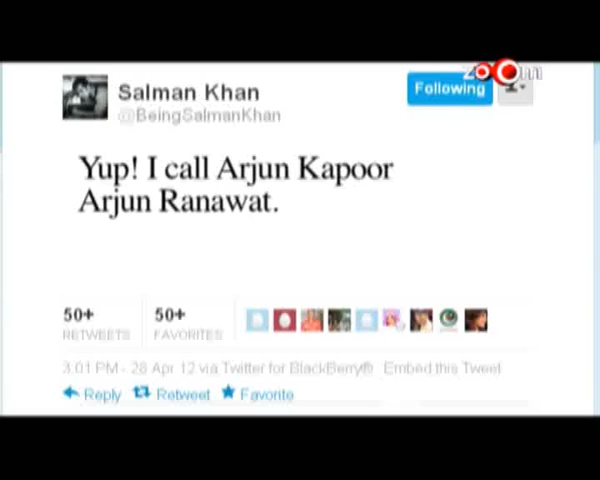 zoOm
Salman Khan
@BeingSalmanKhan
Following
Yup! I call Arjun Kapoor
Arjun Ranawat.
50+
RETWEETS
50+
FAVORITES
3:01 PM - 28 Apr 12 via Twitter for BlackBerry® Embed this Tweet
Reply Retweet Favorite